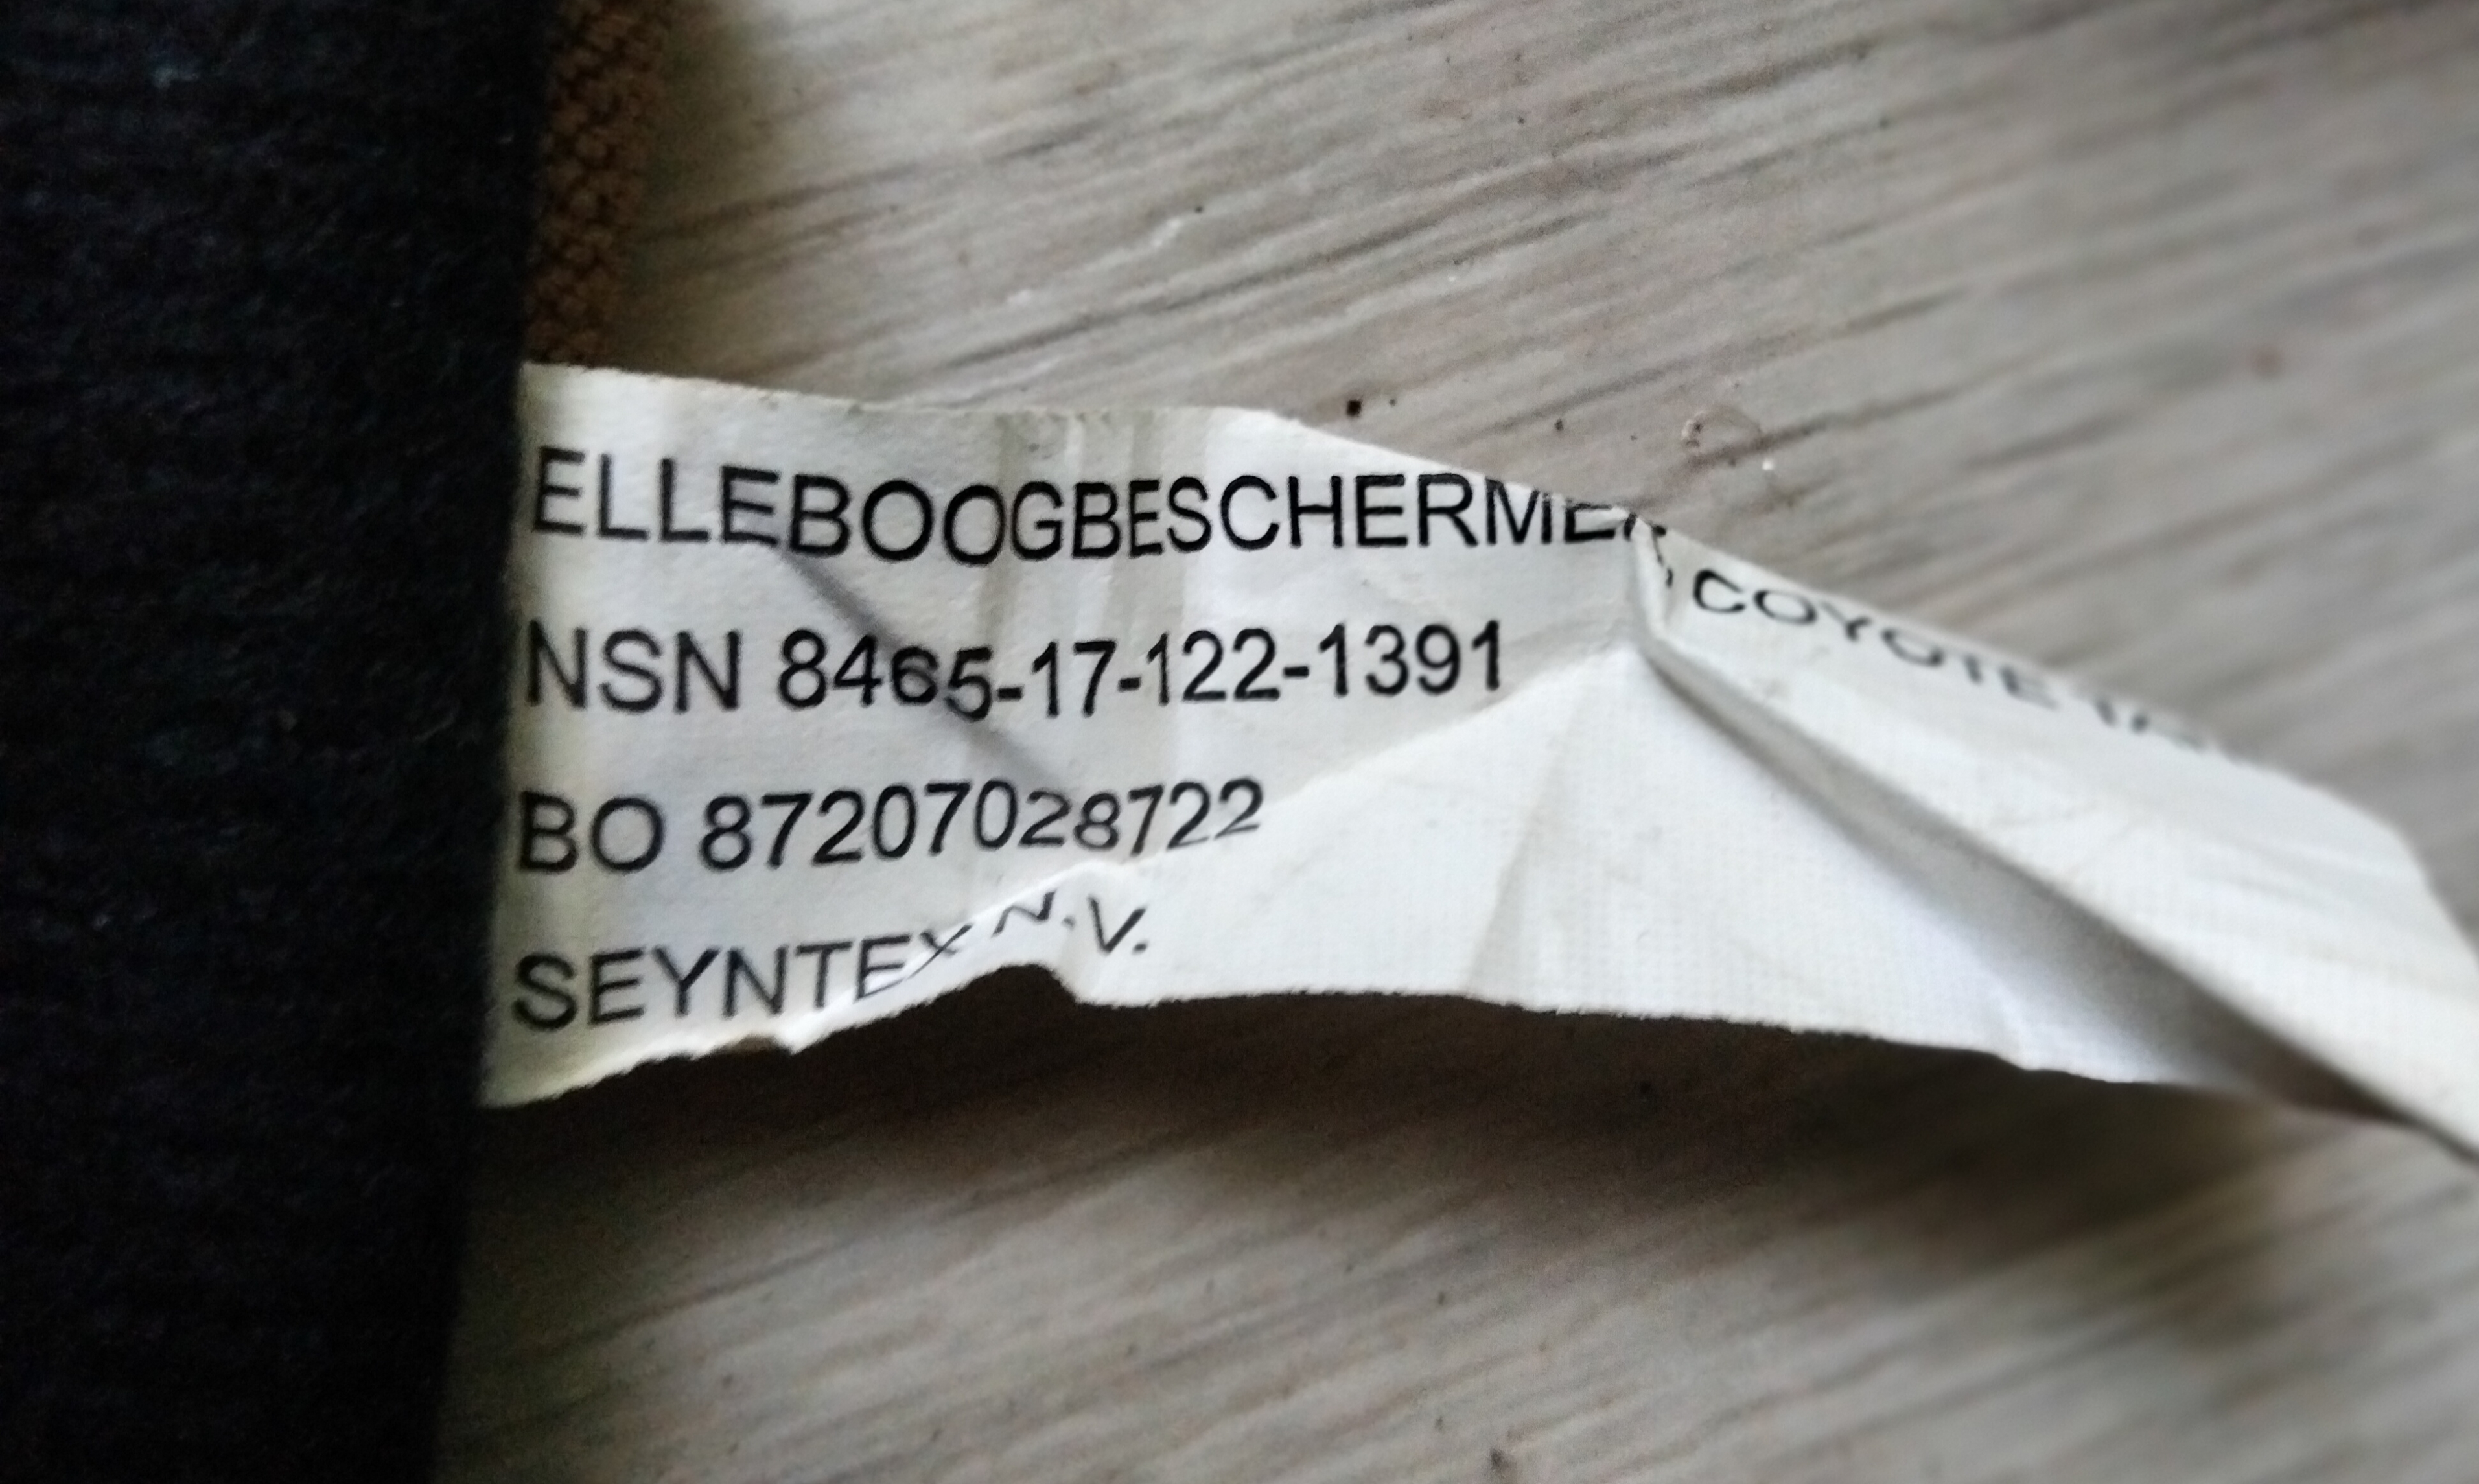 ELLEBOOGBESCHERMER, COYOTE
NSN 8465-17-122-1391
BO 87207028722
SEYNTEX N.V.